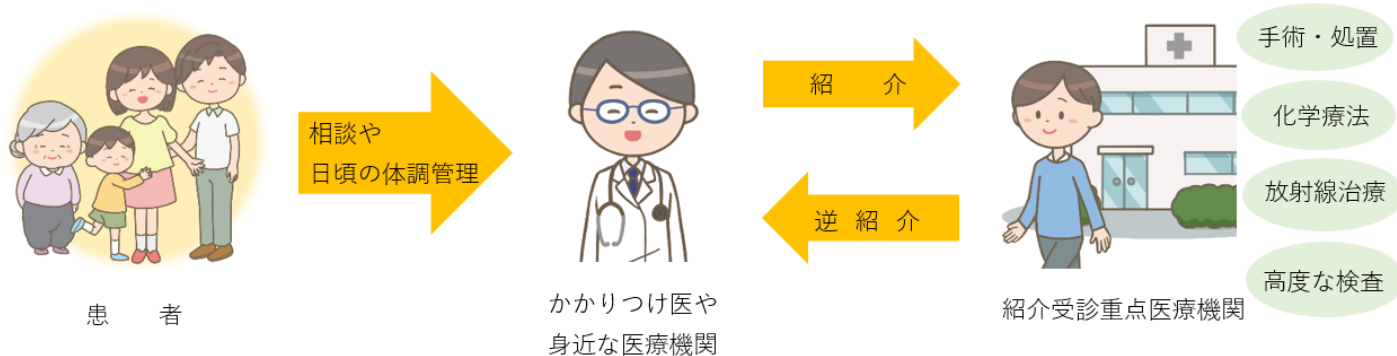 患者
相談や
日頃の体調管理
かかりつけ医や
身近な医療機関
紹介
逆紹介
紹介受診重点医療機関
手術・処置
化学療法
放射線治療
高度な検査